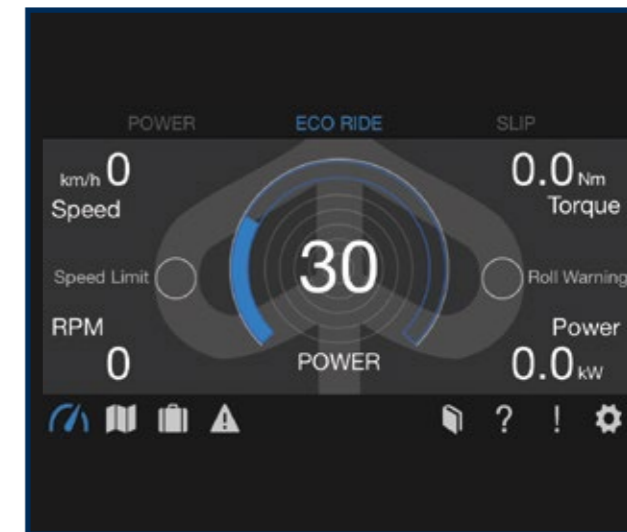 POWER ECO RIDE SLIP
km/h 0 0.0 Nm
Speed Torque
30
Speed Limit Roll Warning
RPM Power
POWER
0 0.0 kW
? !